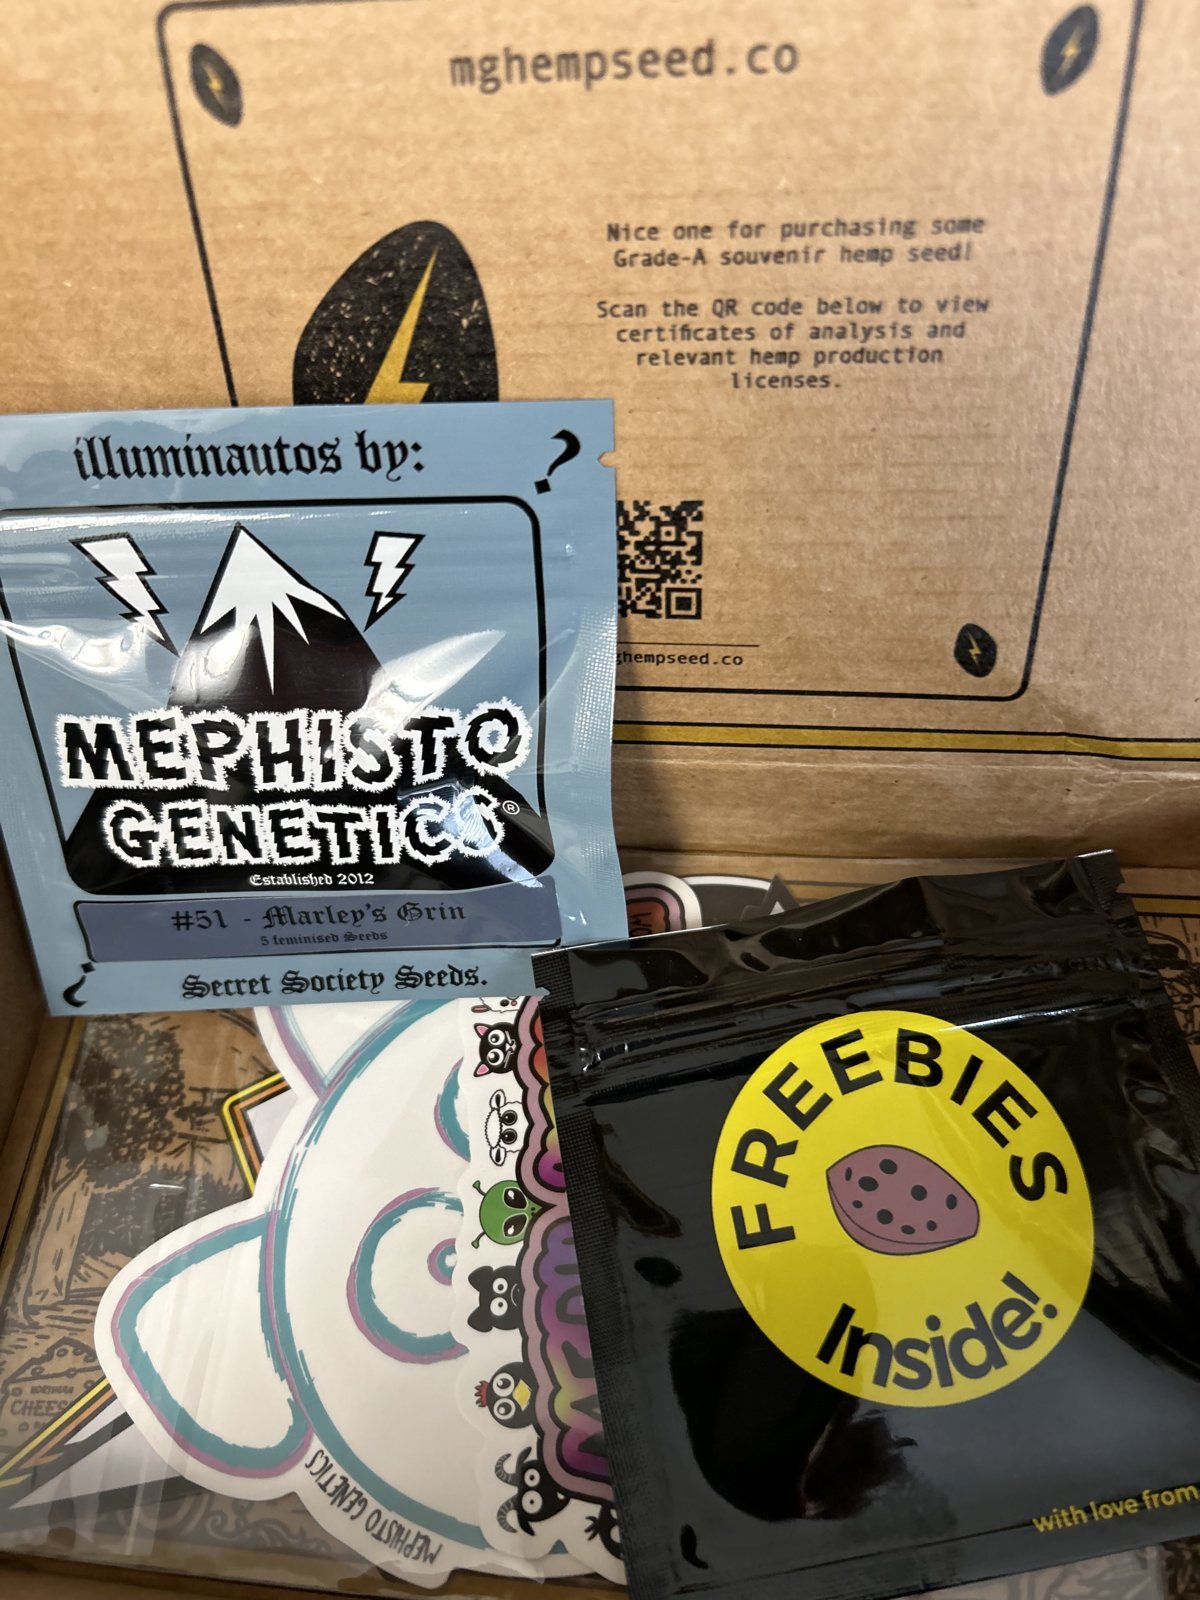 mghempseed.co
Nice one for purchasing some
Grade-A souvenir hemp seed!
Scan the QR code below to view
certificates of analysis and
relevant hemp production
licenses.
ghempseed.co
illuminautos by:
?
MEPHISTO
GENETICS®
Established 2012
#51 - Marley's Grin
5 feminised Seeds
¿
Secret Society Seeds.
FREEBIES
Inside!
with love from
MEPHISTO GENETICS
NORTHERN
CHEESE